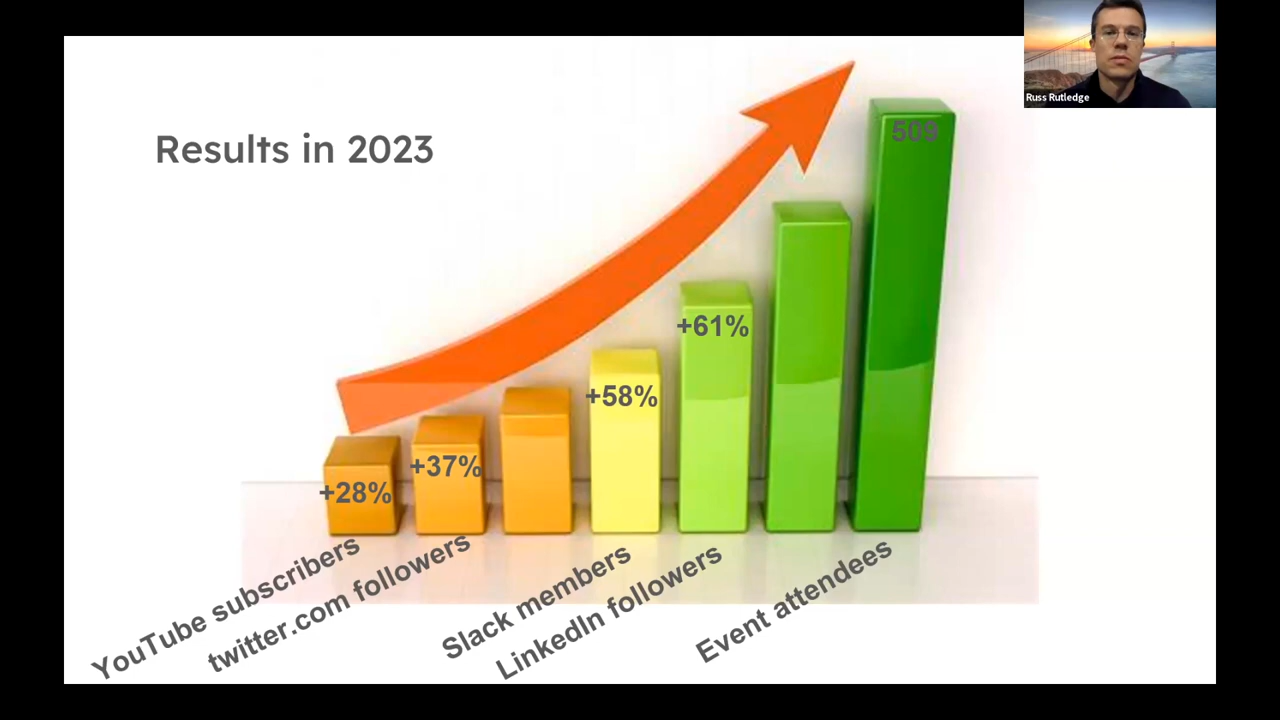 Russ Rutledge
Results in 2023
509
+61%
+58%
+37%
+28%
YouTube subscribers
twitter.com followers
Slack members
LinkedIn followers
Event attendees